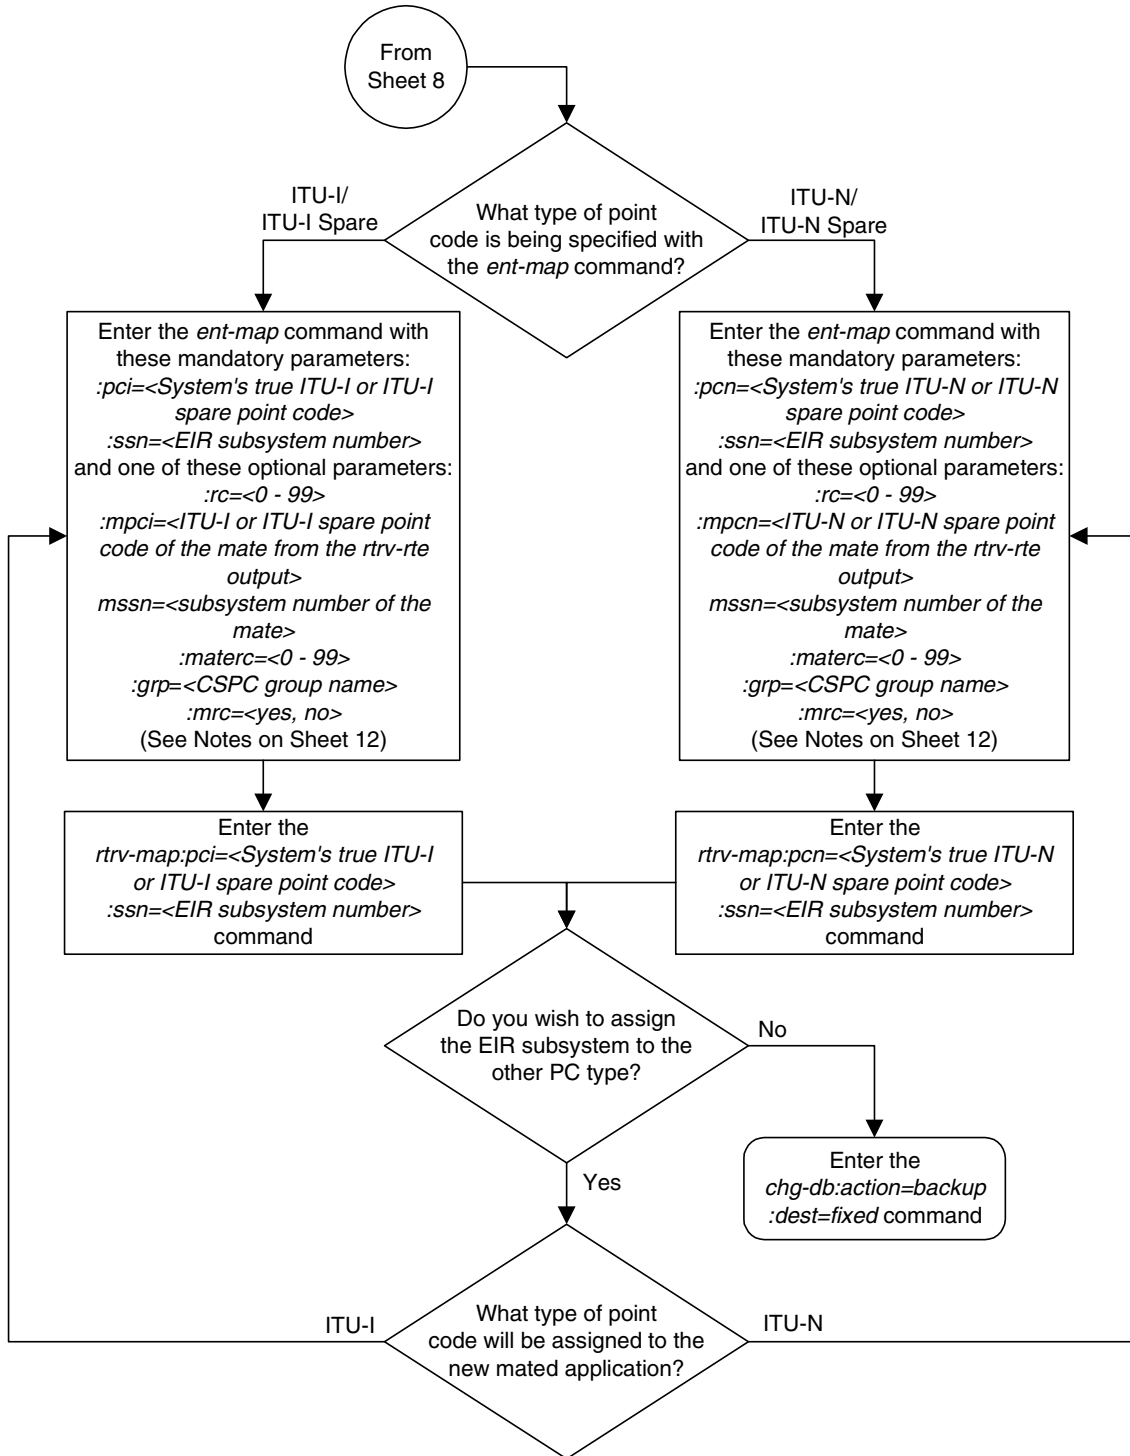 From
Sheet 8
What type of point
code is being specified with
the ent-map command?
ITU-I/
ITU-I Spare
ITU-N/
ITU-N Spare
Enter the ent-map command with
these mandatory parameters:
:pci=<System's true ITU-I or ITU-I
spare point code>
:ssn=<EIR subsystem number>
and one of these optional parameters:
:rc=<0 - 99>
:mpci=<ITU-I or ITU-I spare point
code of the mate from the rtrv-rte
output>
mssn=<subsystem number of the
mate>
:materc=<0 - 99>
:grp=<CSPC group name>
:mrc=<yes, no>
(See Notes on Sheet 12)
Enter the ent-map command with
these mandatory parameters:
:pcn=<System's true ITU-N or ITU-N
spare point code>
:ssn=<EIR subsystem number>
and one of these optional parameters:
:rc=<0 - 99>
:mpcn=<ITU-N or ITU-N spare point
code of the mate from the rtrv-rte
output>
mssn=<subsystem number of the
mate>
:materc=<0 - 99>
:grp=<CSPC group name>
:mrc=<yes, no>
(See Notes on Sheet 12)
Enter the
rtrv-map:pci=<System's true ITU-I
or ITU-I spare point code>
:ssn=<EIR subsystem number>
command
Enter the
rtrv-map:pcn=<System's true ITU-N
or ITU-N spare point code>
:ssn=<EIR subsystem number>
command
Do you wish to assign
the EIR subsystem to the
other PC type?
No
Yes
Enter the
chg-db:action=backup
:dest=fixed command
What type of point
code will be assigned to the
new mated application?
ITU-I
ITU-N